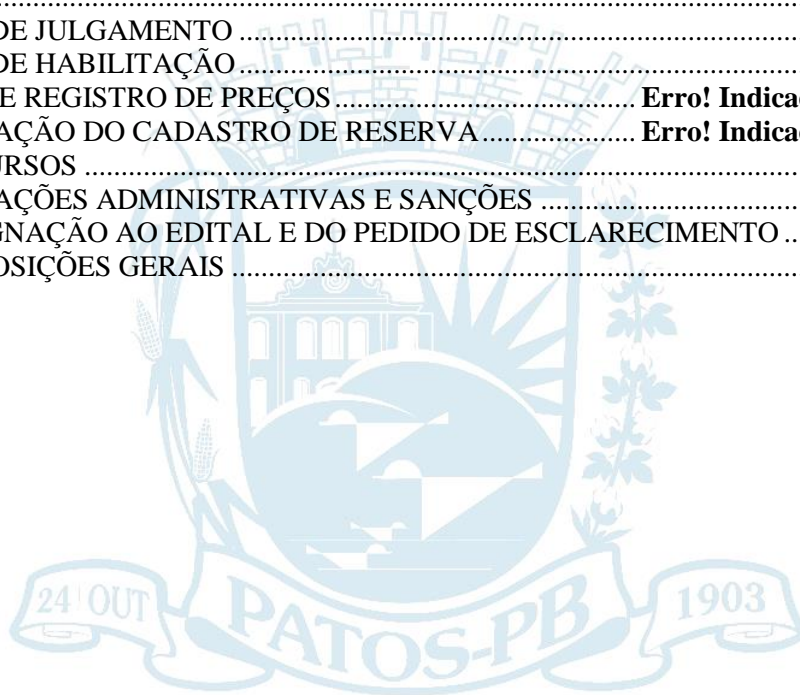 DE JULGAMENTO
DE HABILITAÇÃO
E REGISTRO DE PREÇOS Erro! Indica
AÇÃO DO CADASTRO DE RESERVA Erro! Indica
URSOS
AÇÕES ADMINISTRATIVAS E SANÇÕES
GNAÇÃO AO EDITAL E DO PEDIDO DE ESCLARECIMENTO
OSIÇÕES GERAIS
24 OUT PATOS-PB 1903